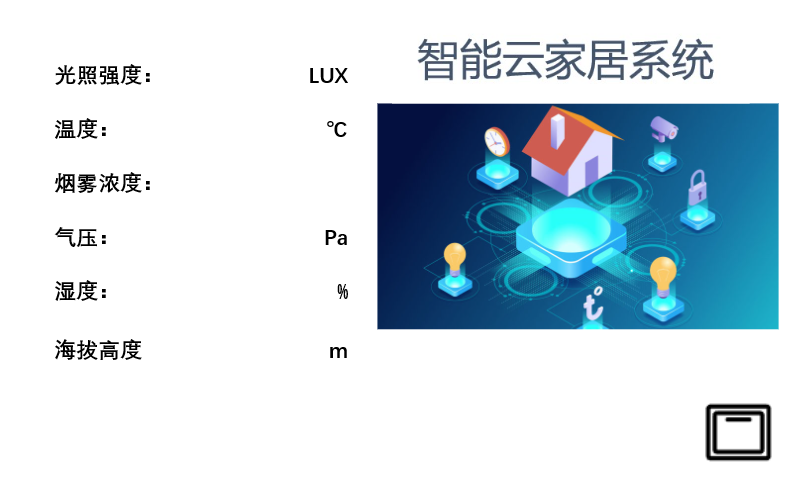 智能云家居系统
光照强度： LUX
温度： ℃
烟雾浓度：
气压： Pa
湿度： %
海拔高度 m
t°